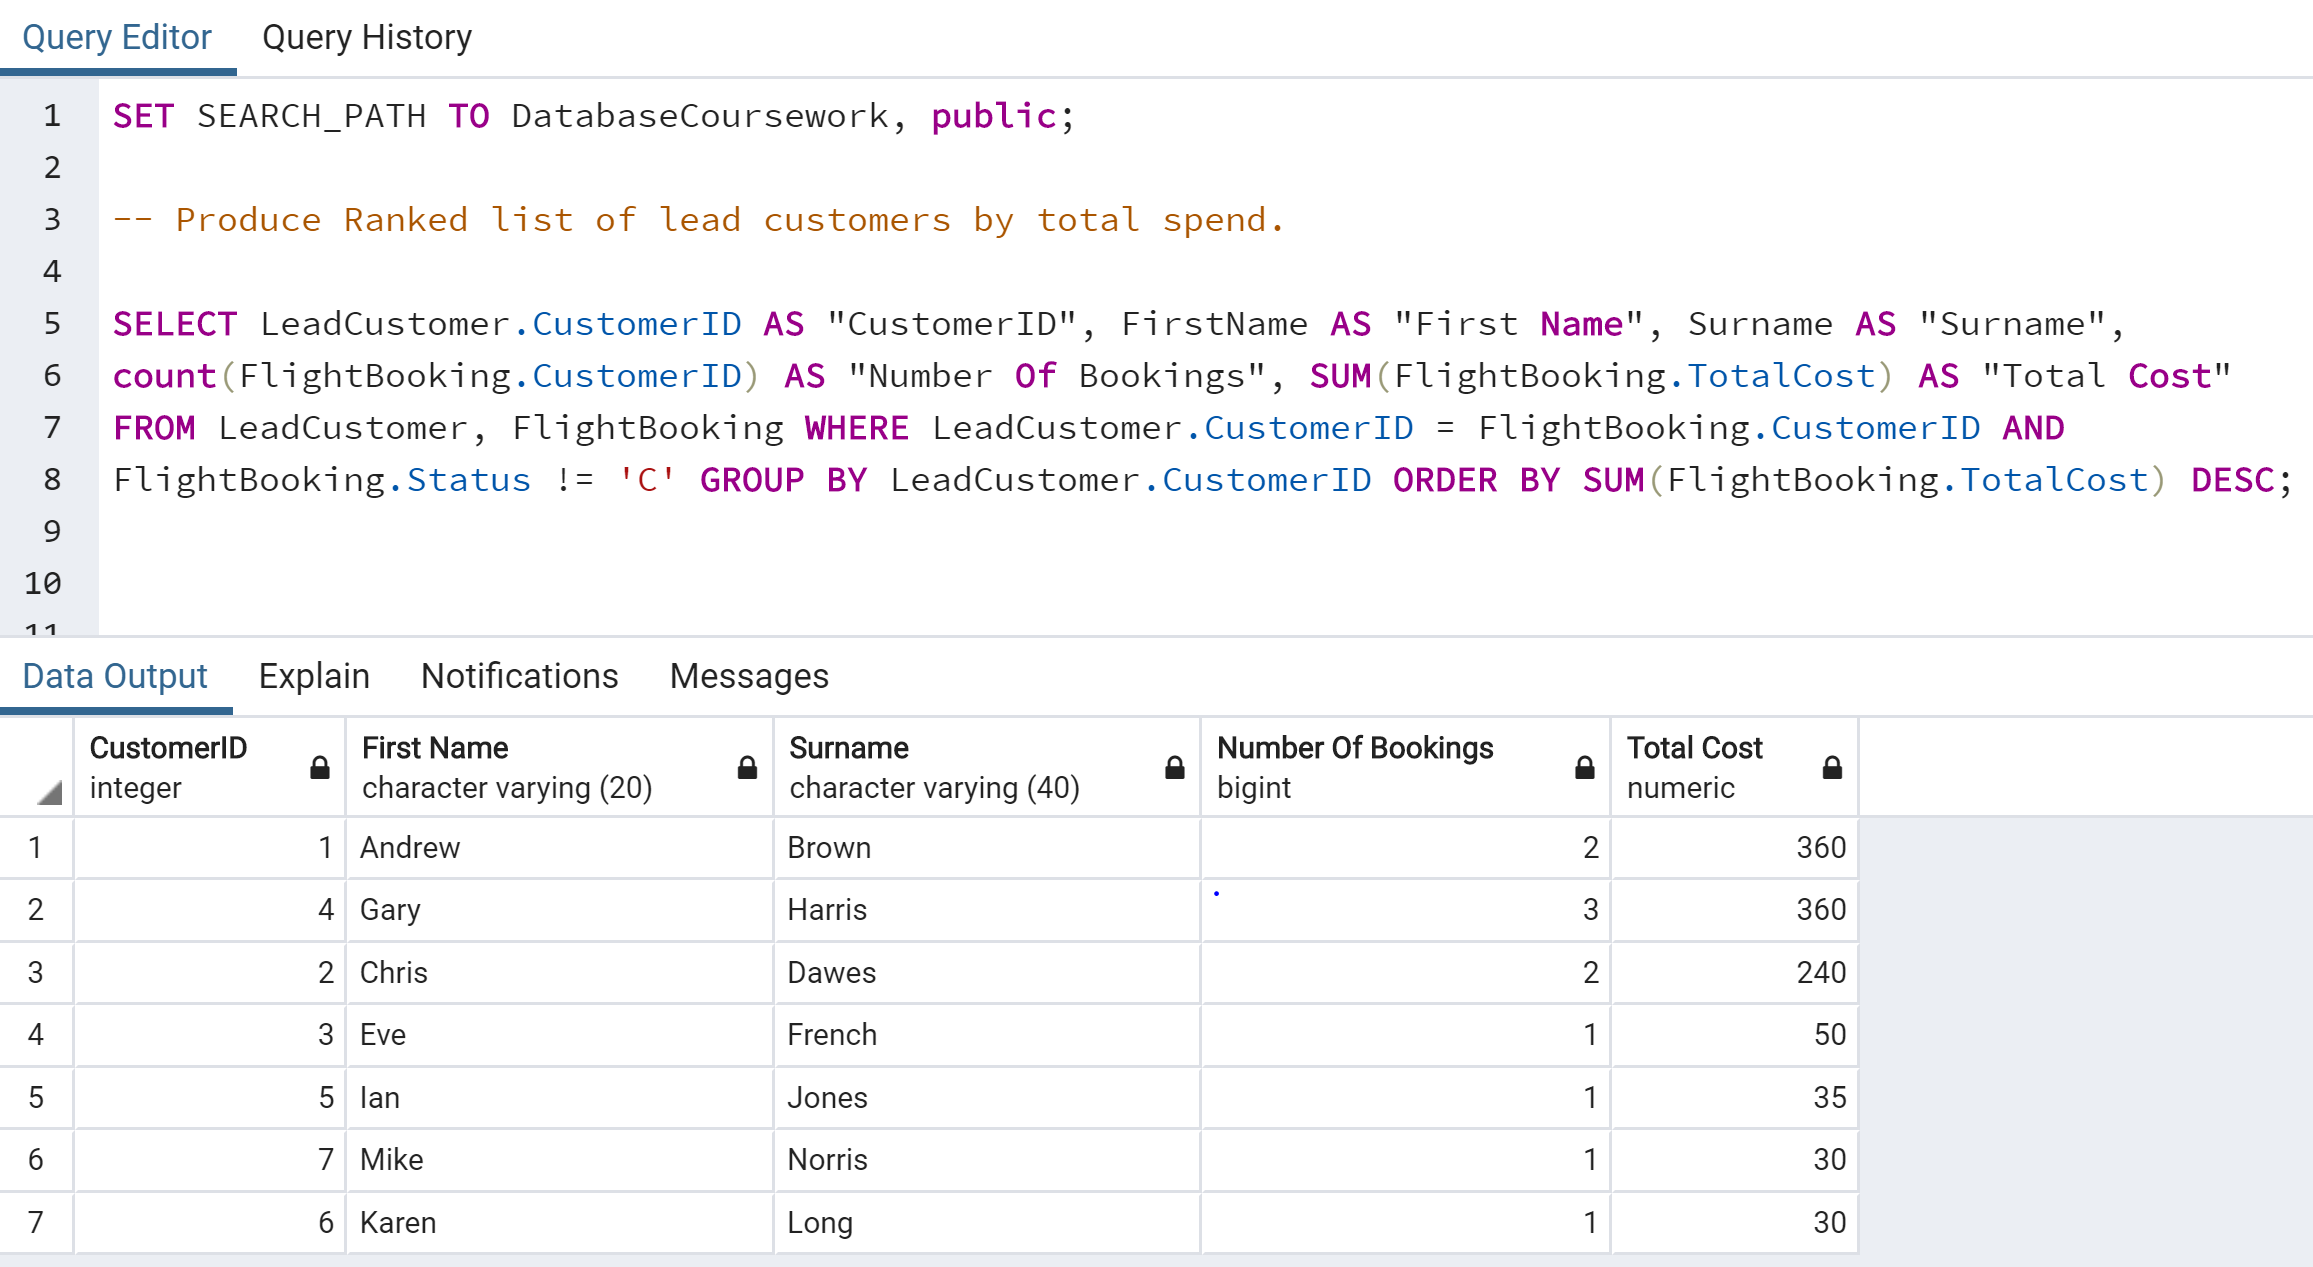 Query Editor Query History
1 SET SEARCH_PATH TO DatabaseCoursework, public;
2
3 -- Produce Ranked list of lead customers by total spend.
4
5 SELECT LeadCustomer.CustomerID AS "CustomerID", FirstName AS "First Name", Surname AS "Surname",
6 count(FlightBooking.CustomerID) AS "Number Of Bookings", SUM(FlightBooking.TotalCost) AS "Total Cost"
7 FROM LeadCustomer, FlightBooking WHERE LeadCustomer.CustomerID = FlightBooking.CustomerID AND
8 FlightBooking.Status != 'C' GROUP BY LeadCustomer.CustomerID ORDER BY SUM(FlightBooking.TotalCost) DESC;
9
10
11
Data Output Explain Notifications Messages
CustomerID First Name Surname Number Of Bookings Total Cost
integer character varying (20) character varying (40) bigint numeric
1 1 Andrew Brown 2 360
2 4 Gary Harris 3 360
3 2 Chris Dawes 2 240
4 3 Eve French 1 50
5 5 Ian Jones 1 35
6 7 Mike Norris 1 30
7 6 Karen Long 1 30